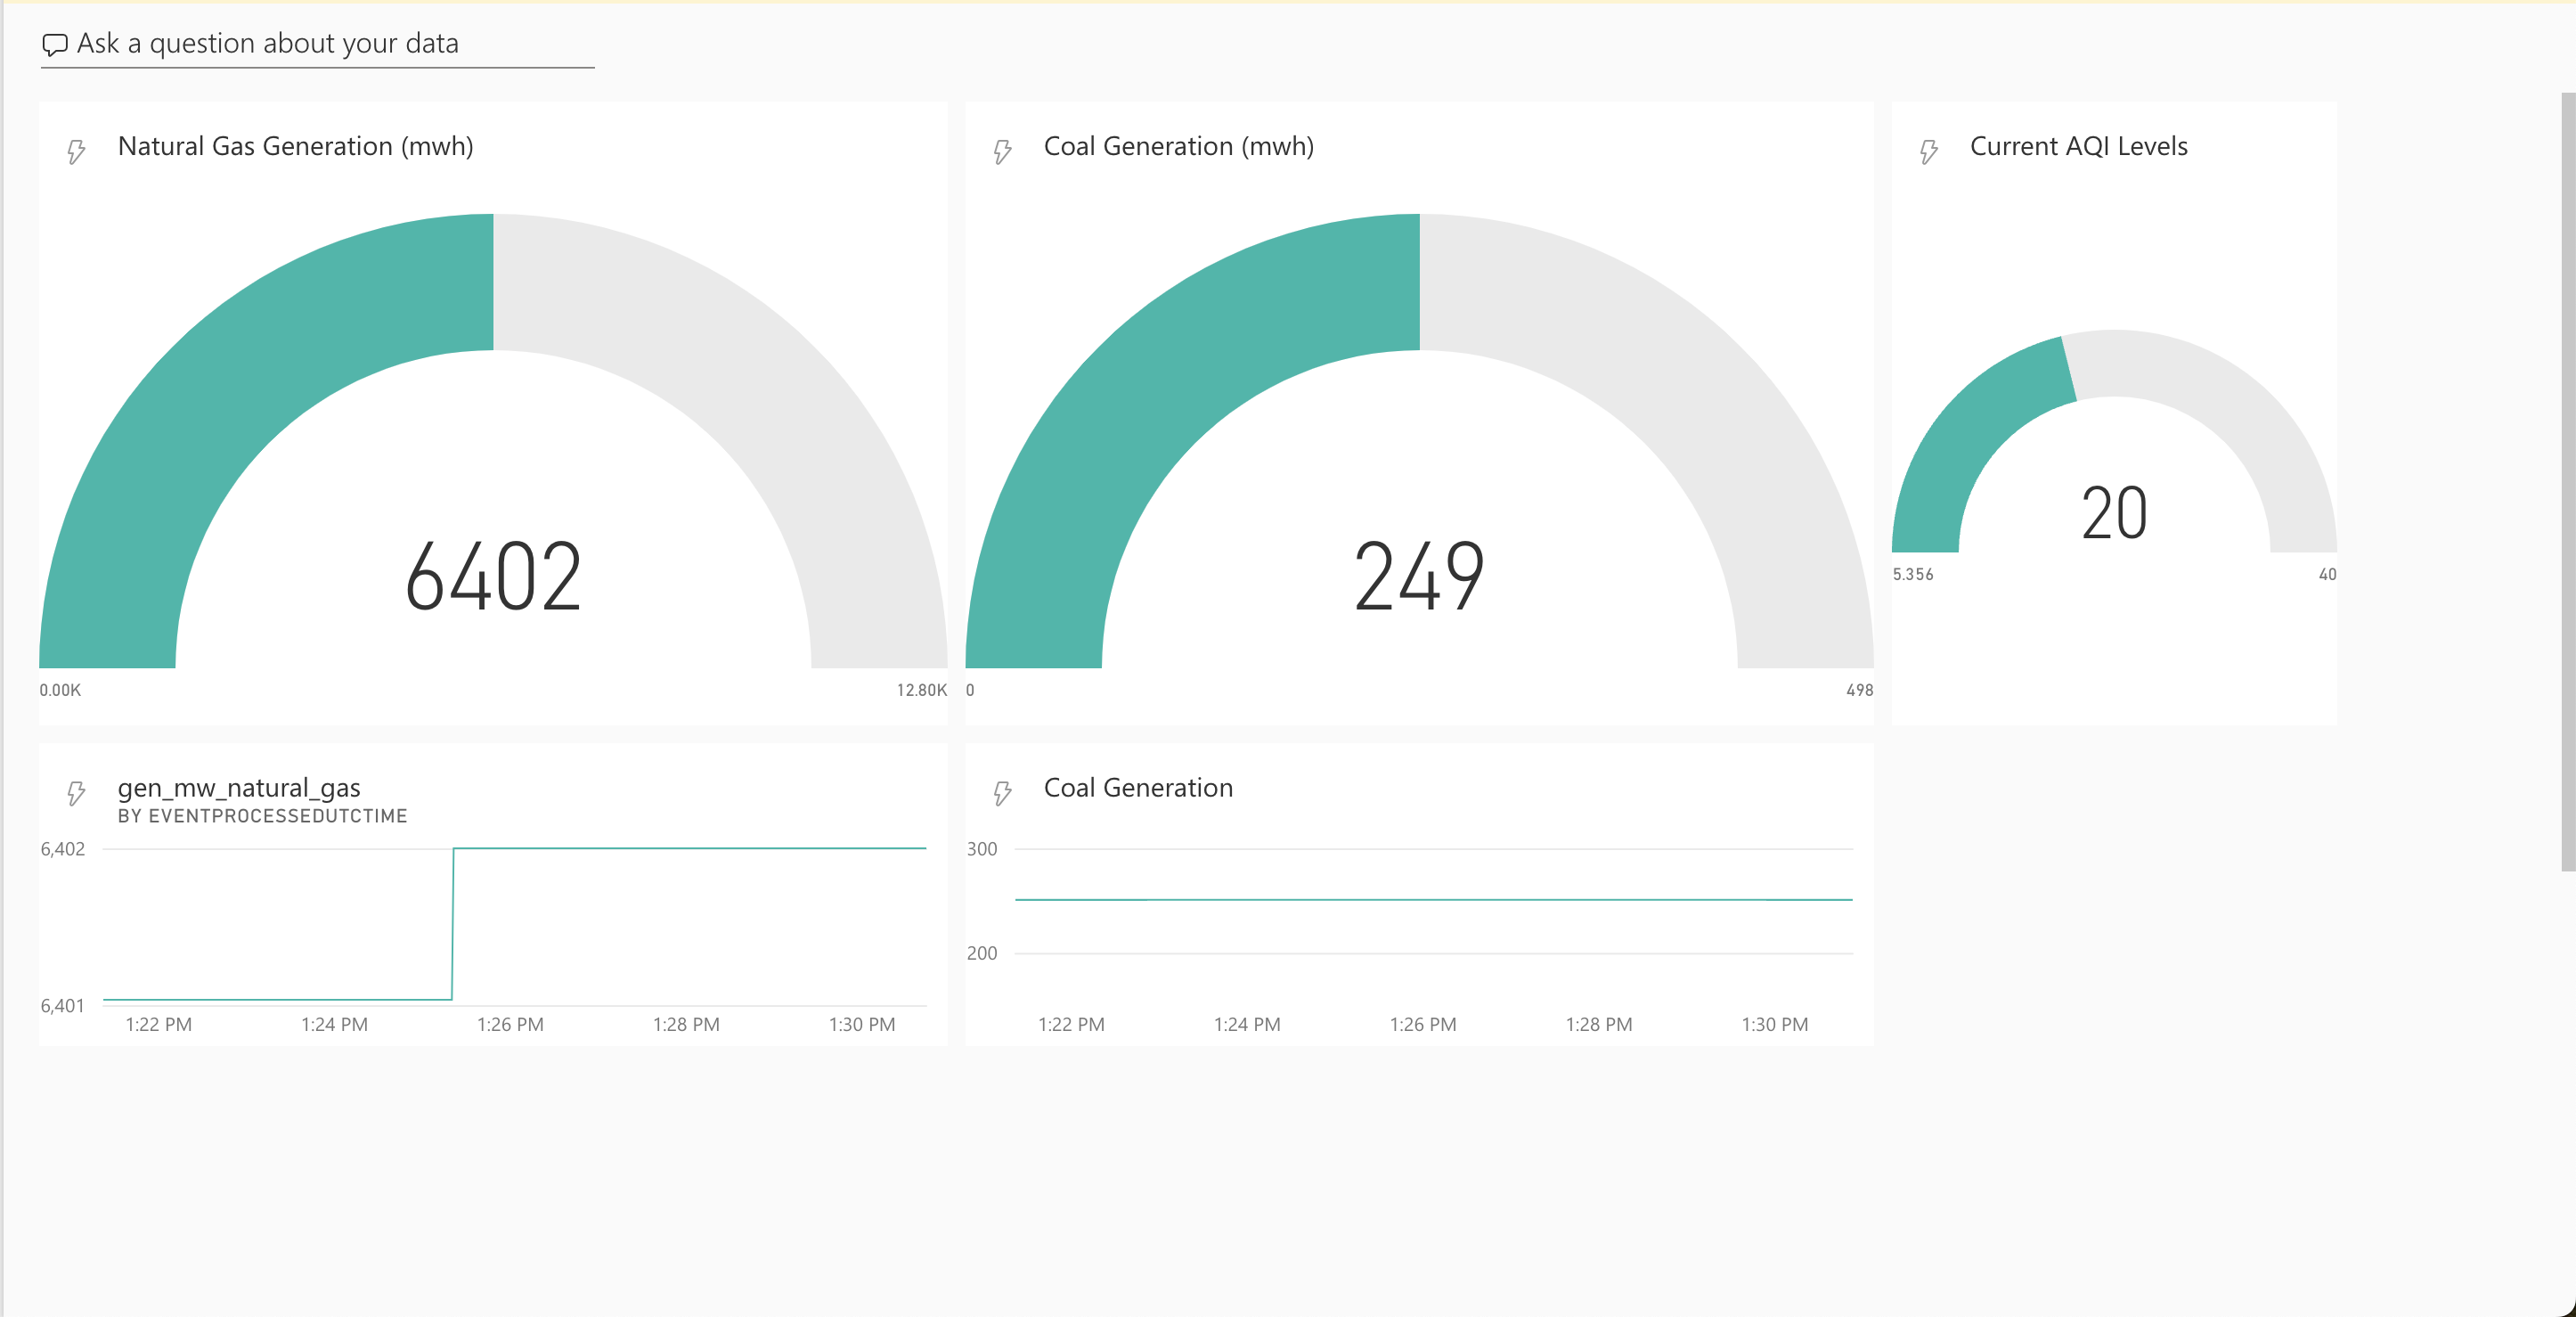 Ask a question about your data
Natural Gas Generation (mwh)
6402
0.00K
12.80K
Coal Generation (mwh)
249
0
498
Current AQI Levels
20
5.356
40
gen_mw_natural_gas
BY EVENTPROCESSEDUTCTIME
6,402
6,401
1:22 PM 1:24 PM 1:26 PM 1:28 PM 1:30 PM
Coal Generation
300
200
1:22 PM 1:24 PM 1:26 PM 1:28 PM 1:30 PM